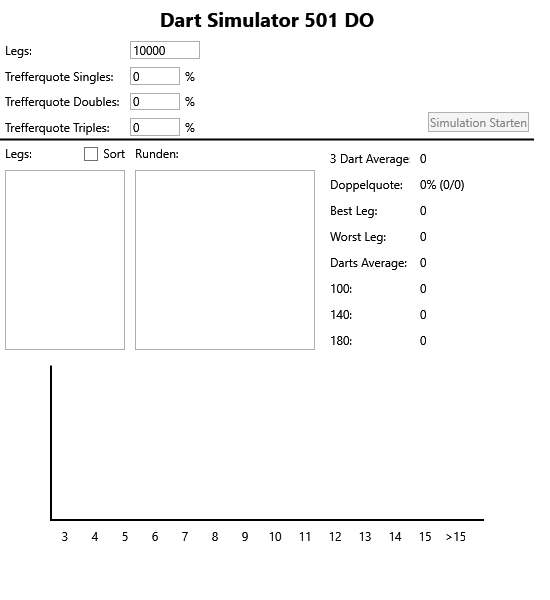 Dart Simulator 501 DO
Legs: 10000
Trefferquote Singles: 0 %
Trefferquote Doubles: 0 %
Trefferquote Triples: 0 %
Simulation Starten
Legs: Sort Runden:
3 Dart Average 0
Doppelquote: 0% (0/0)
Best Leg: 0
Worst Leg: 0
Darts Average: 0
100: 0
140: 0
180: 0
3 4 5 6 7 8 9 10 11 12 13 14 15 >15